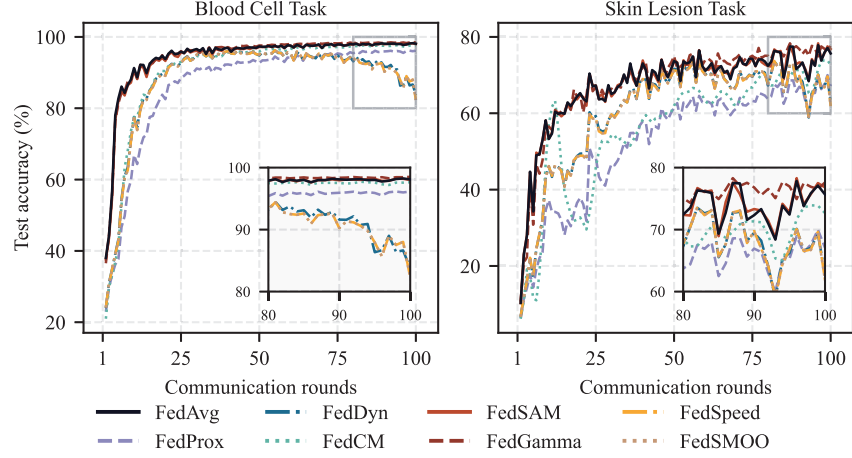 Blood Cell Task
Skin Lesion Task
Test accuracy (%)
100
80
60
40
20
100
90
80
80
90
100
1
25
50
75
100
Communication rounds
80
60
40
20
80
70
60
80
90
100
1
25
50
75
100
Communication rounds
FedAvg
FedDyn
FedSAM
FedSpeed
FedProx
FedCM
FedGamma
FedSMOO